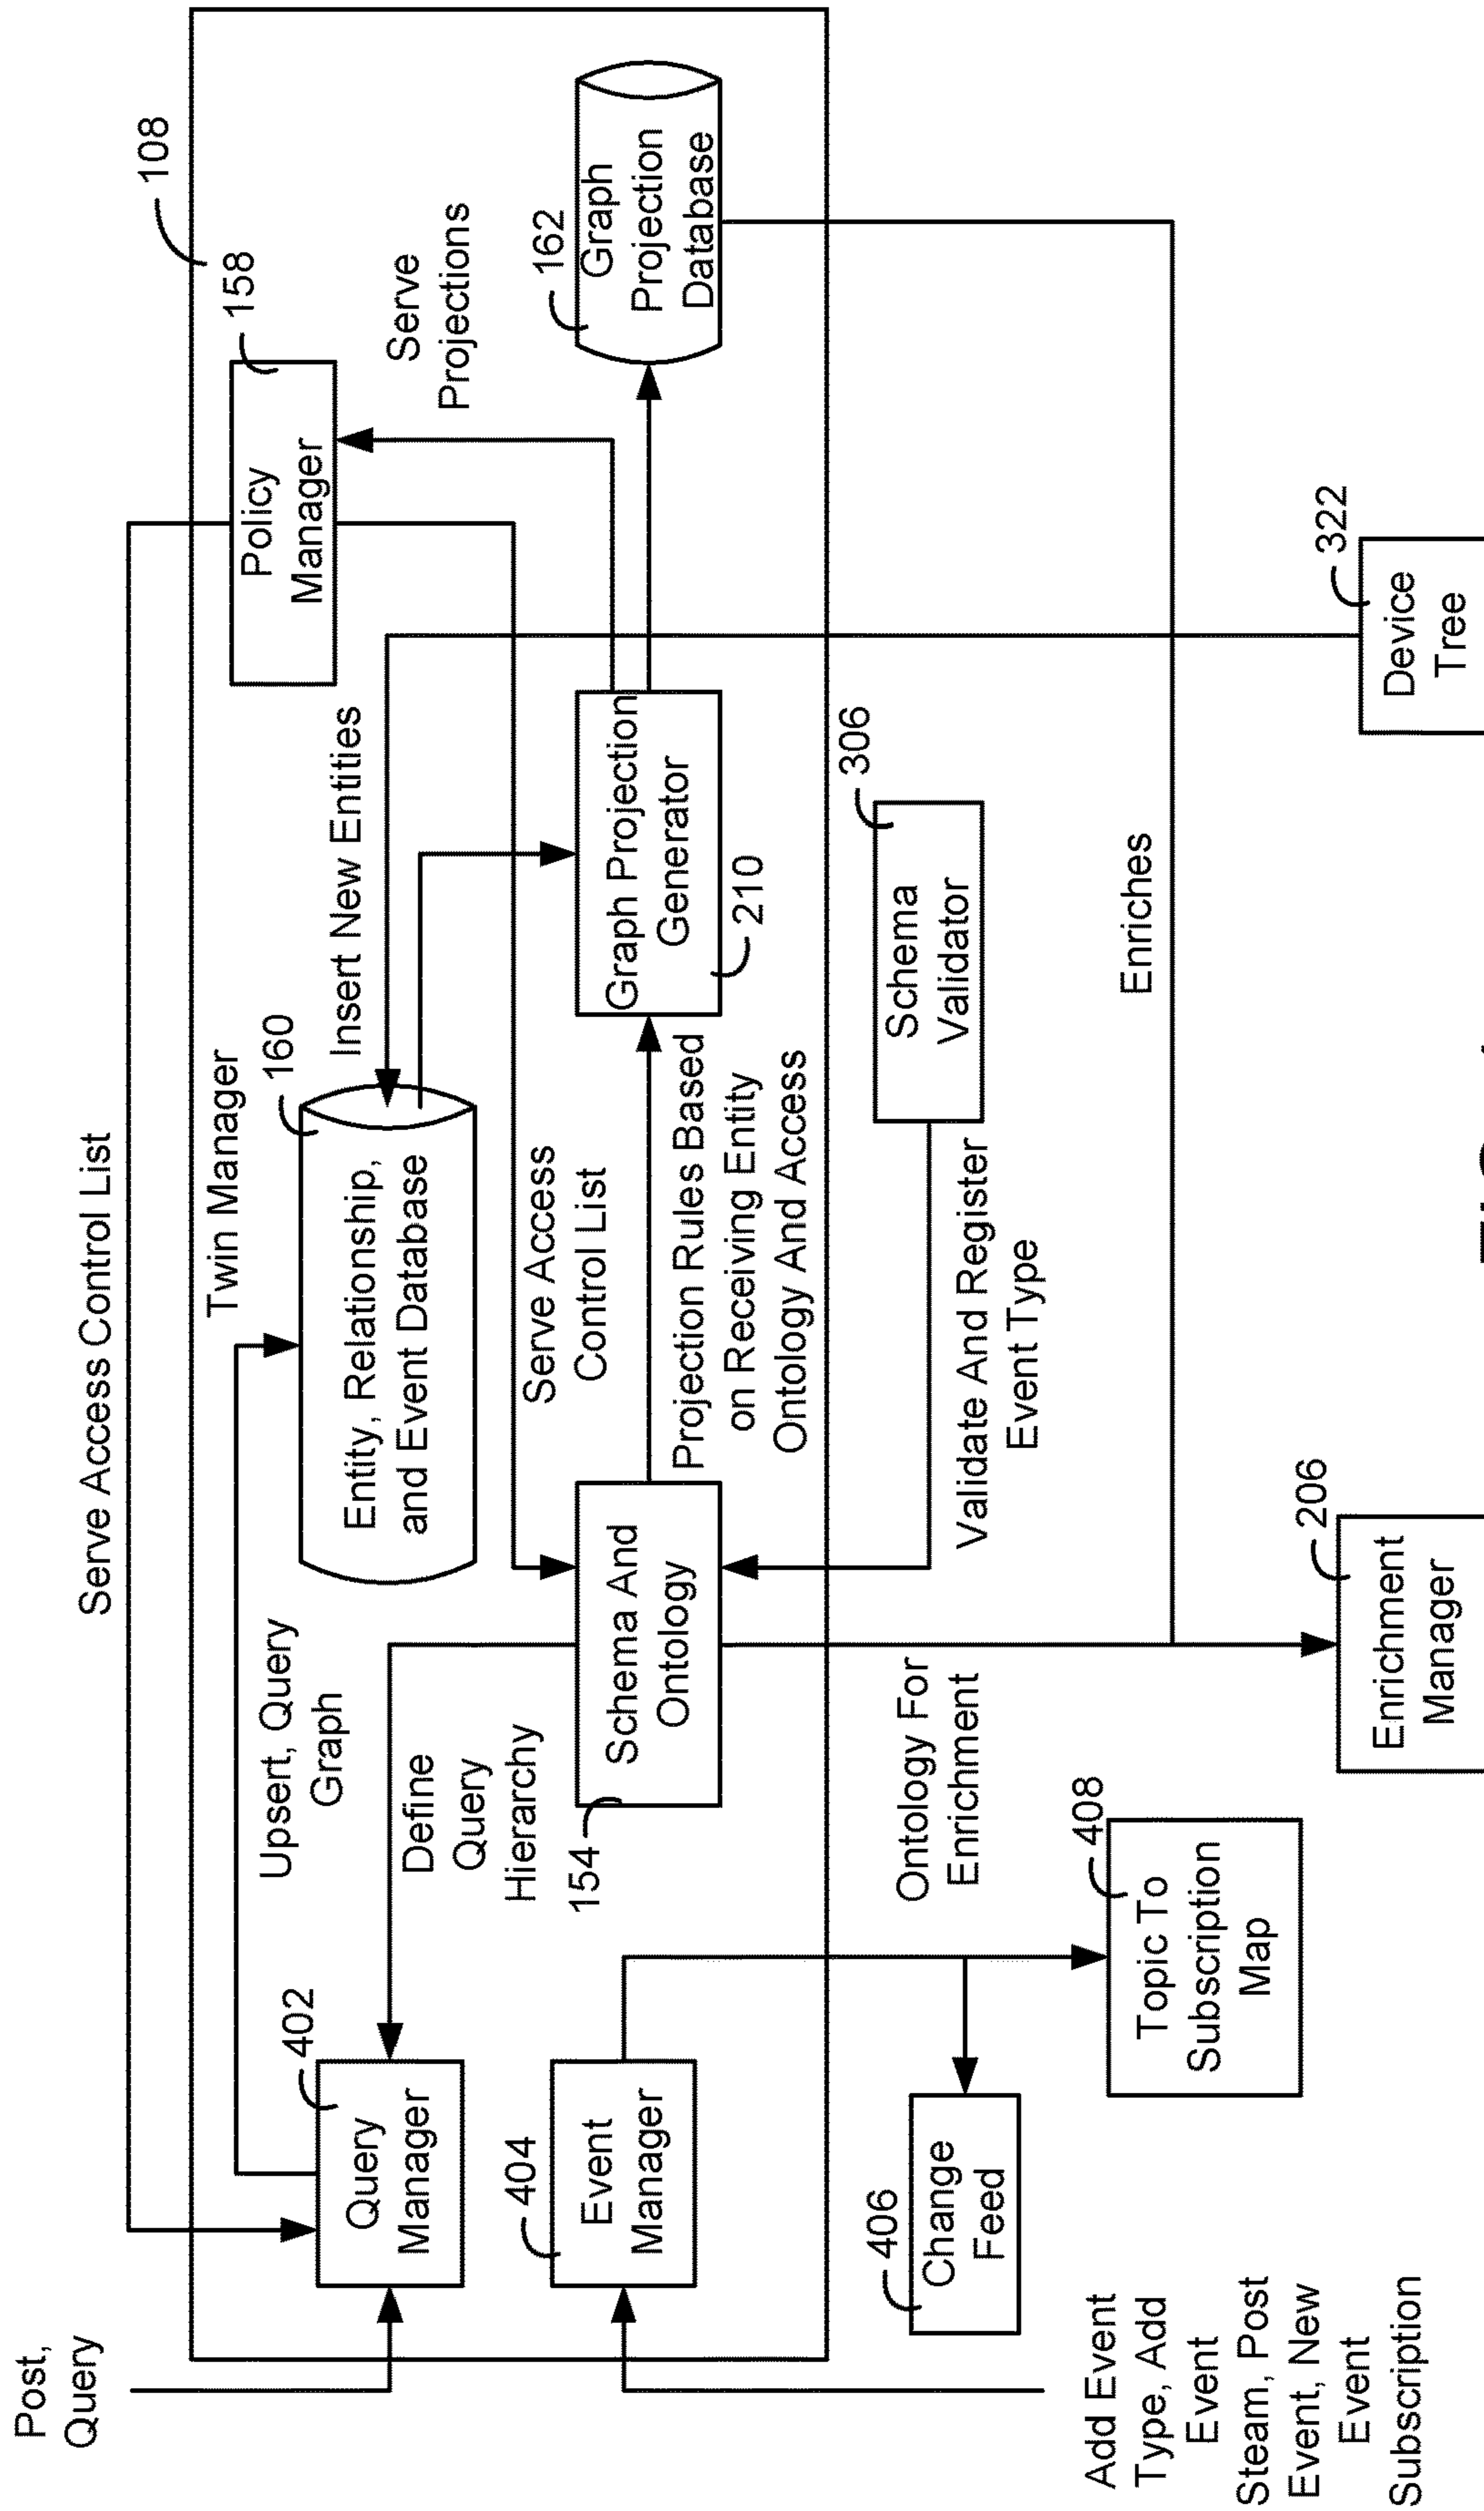 Post,
Query
Serve Access Control List
108
Twin Manager
Upsert, Query
Graph
160
Entity, Relationship,
and Event Database
Insert New Entities
158
Policy
Manager
Serve
Projections
402
Query
Manager
Define
Query
Hierarchy
Serve Access
Control List
404
Event
Manager
154
Schema And
Ontology
Projection Rules Based
on Receiving Entity
Ontology And Access
Graph Projection
Generator
210
162
Graph
Projection
Database
306
Schema
Validator
Validate And Register
Event Type
Ontology For
Enrichment
406
Change
Feed
408
Topic To
Subscription
Map
Enriches
Add Event
Type, Add
Event
Steam, Post
Event, New
Event
Subscription
206
Enrichment
Manager
322
Device
Tree